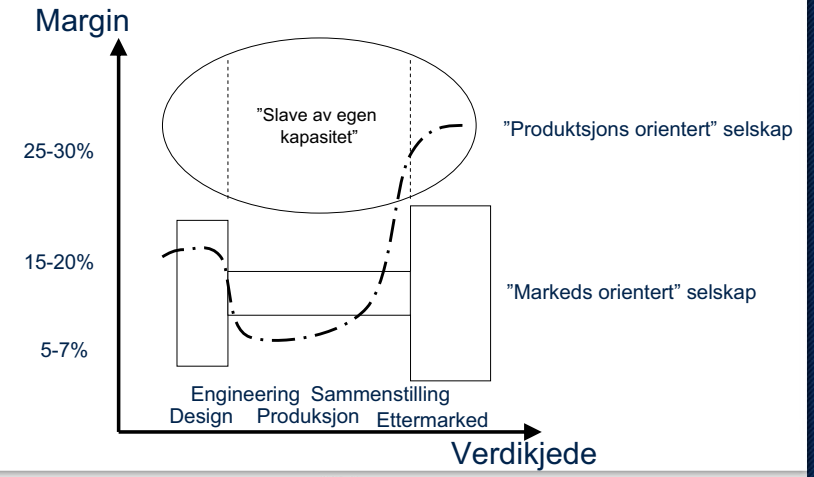 Margin
"Slave av egen
kapasitet"
"Produktsjons orientert" selskap
25-30%
15-20%
"Markeds orientert" selskap
5-7%
Engineering Sammenstilling
Design Produksjon Ettermarked
Verdikjede